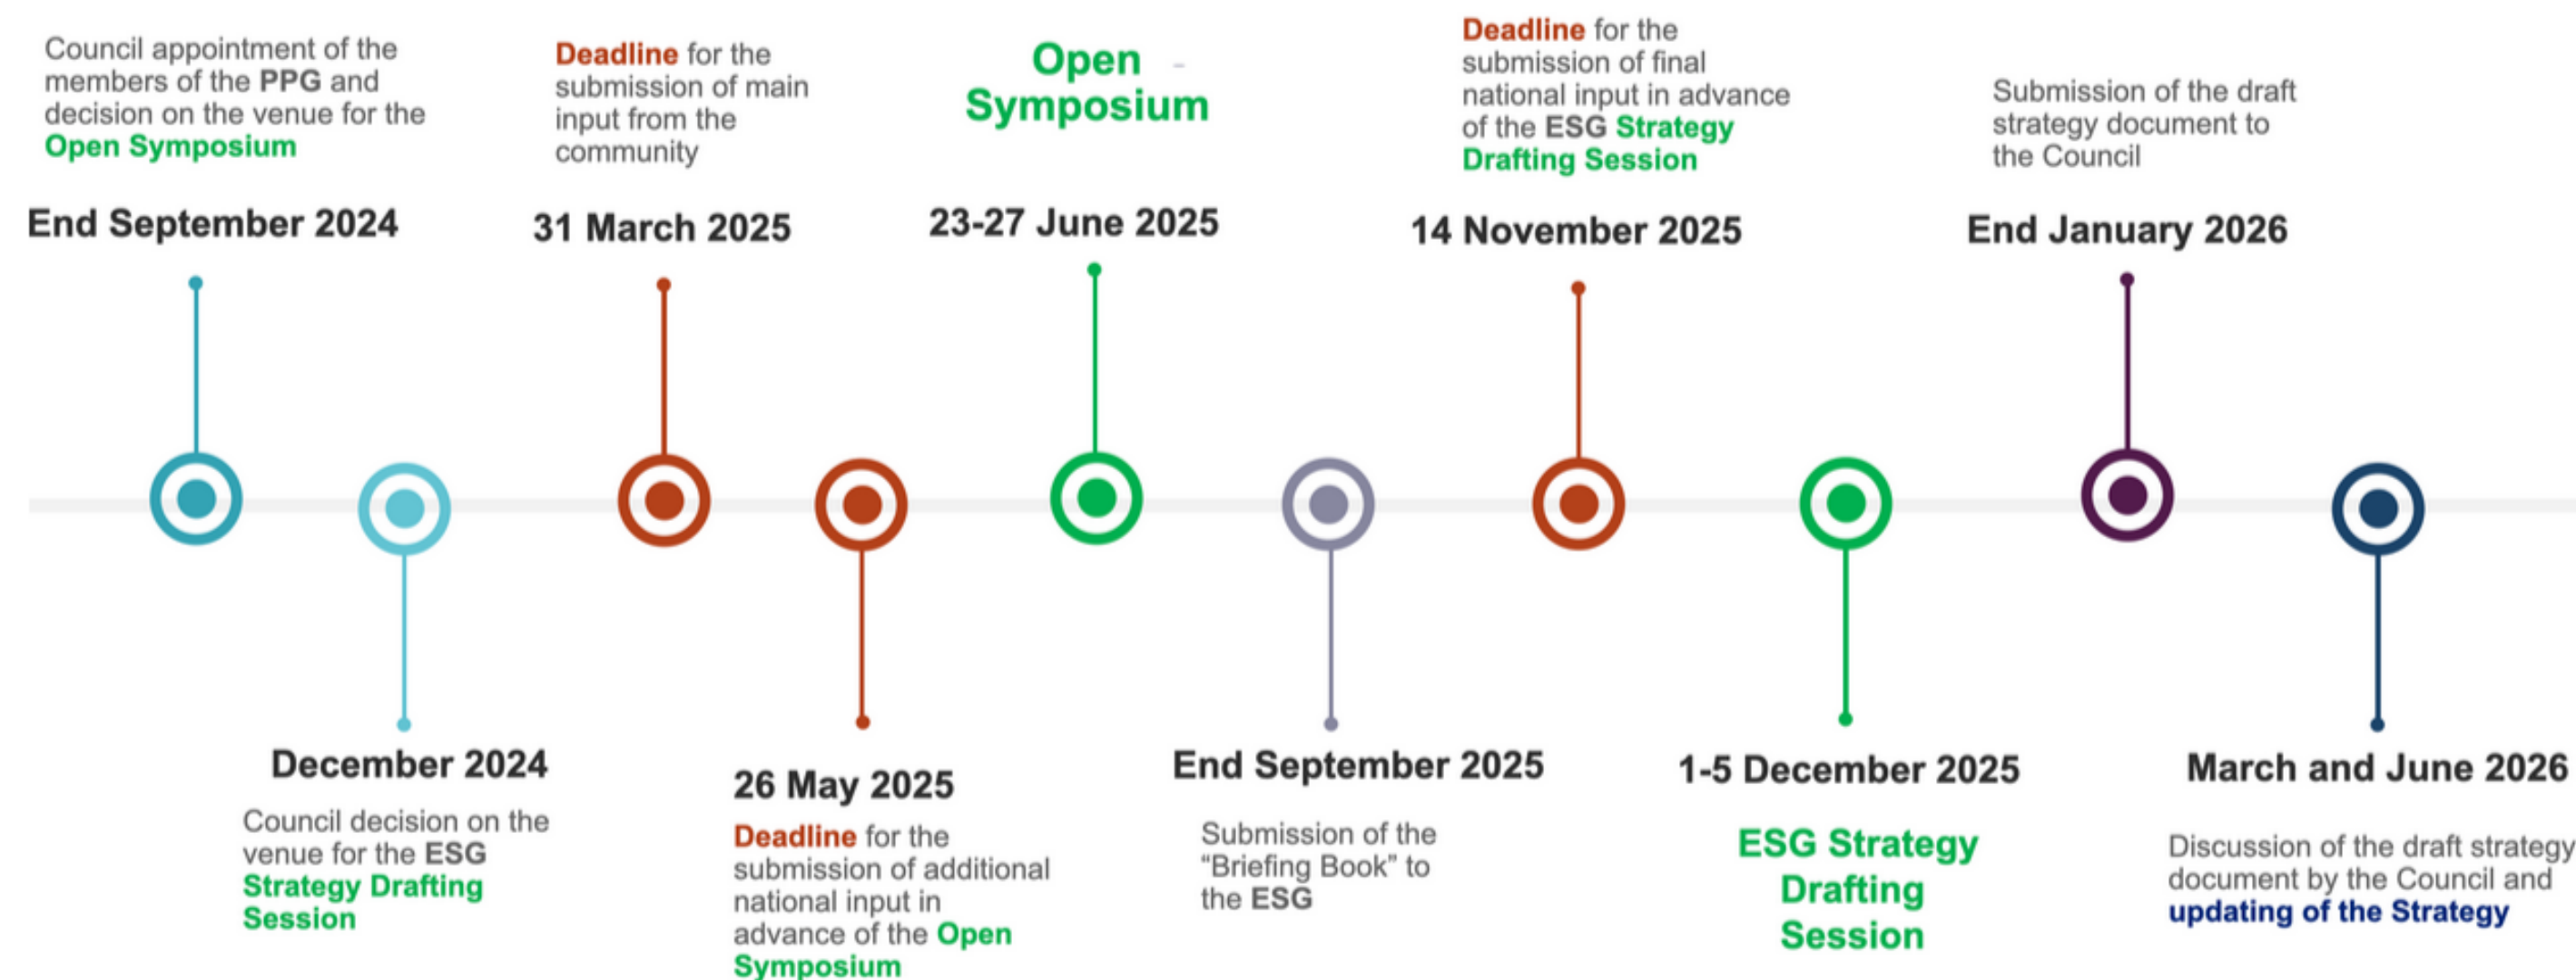 Council appointment of the
members of the PPG and
decision on the venue for the
Open Symposium
End September 2024
December 2024
Council decision on the
venue for the ESG
Strategy Drafting
Session
Deadline for the
submission of main
input from the
community
31 March 2025
26 May 2025
Deadline for the
submission of additional
national input in
advance of the Open
Symposium
Open
Symposium
23-27 June 2025
End September 2025
Submission of the
“Briefing Book” to
the ESG
Deadline for the
submission of final
national input in advance
of the ESG Strategy
Drafting Session
14 November 2025
1-5 December 2025
ESG Strategy
Drafting
Session
Submission of the draft
strategy document to
the Council
End January 2026
March and June 2026
Discussion of the draft strategy
document by the Council and
updating of the Strategy